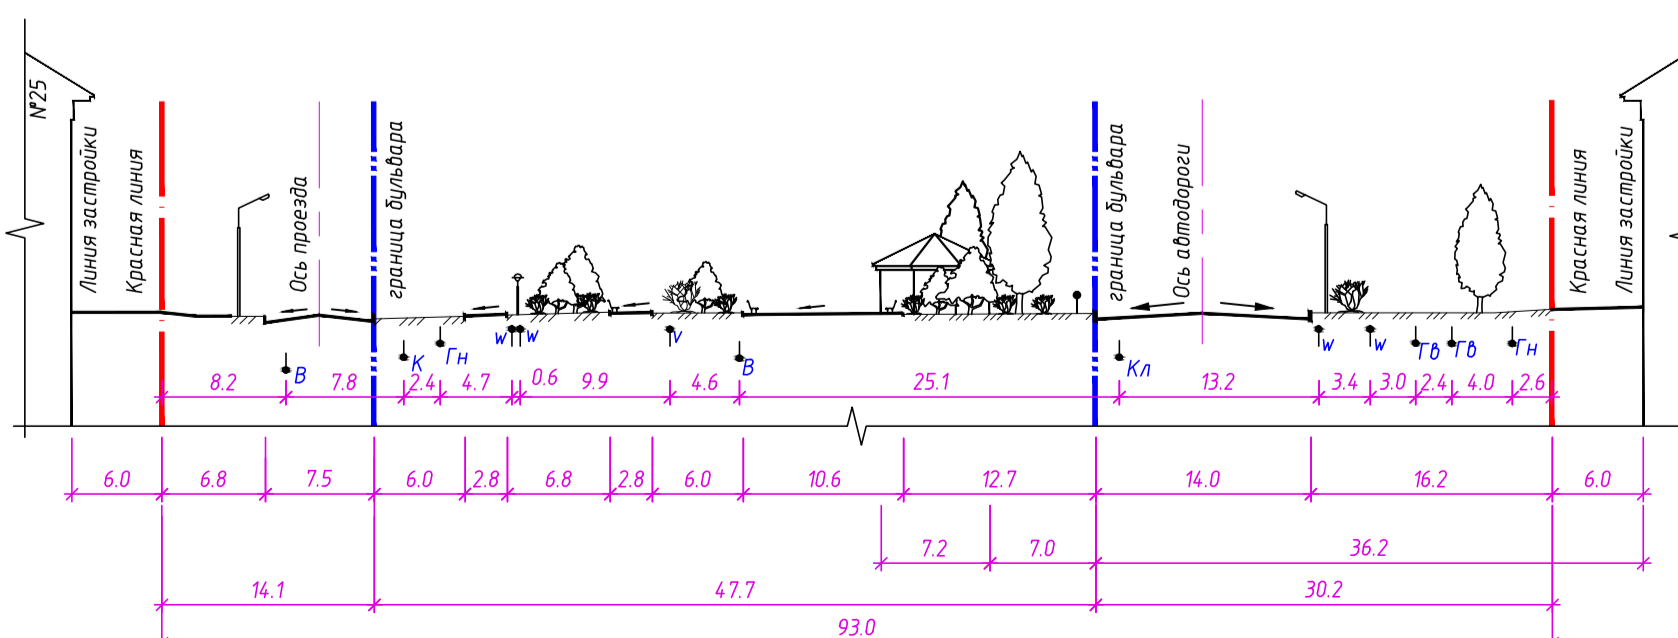 №25
Линия застройки
Красная линия
Ось проезда
граница бульвара
граница бульвара
Ось автодороги
Красная линия
Линия застройки
В
К
Гн
w
w
v
В
Кл
w
w
Гв
Гв
Гн
8.2
7.8
2.4
4.7
0.6
9.9
4.6
25.1
13.2
3.4
3.0
2.4
4.0
2.6
6.0
6.8
7.5
6.0
2.8
6.8
2.8
6.0
10.6
12.7
14.0
16.2
6.0
7.2
7.0
36.2
14.1
47.7
30.2
93.0